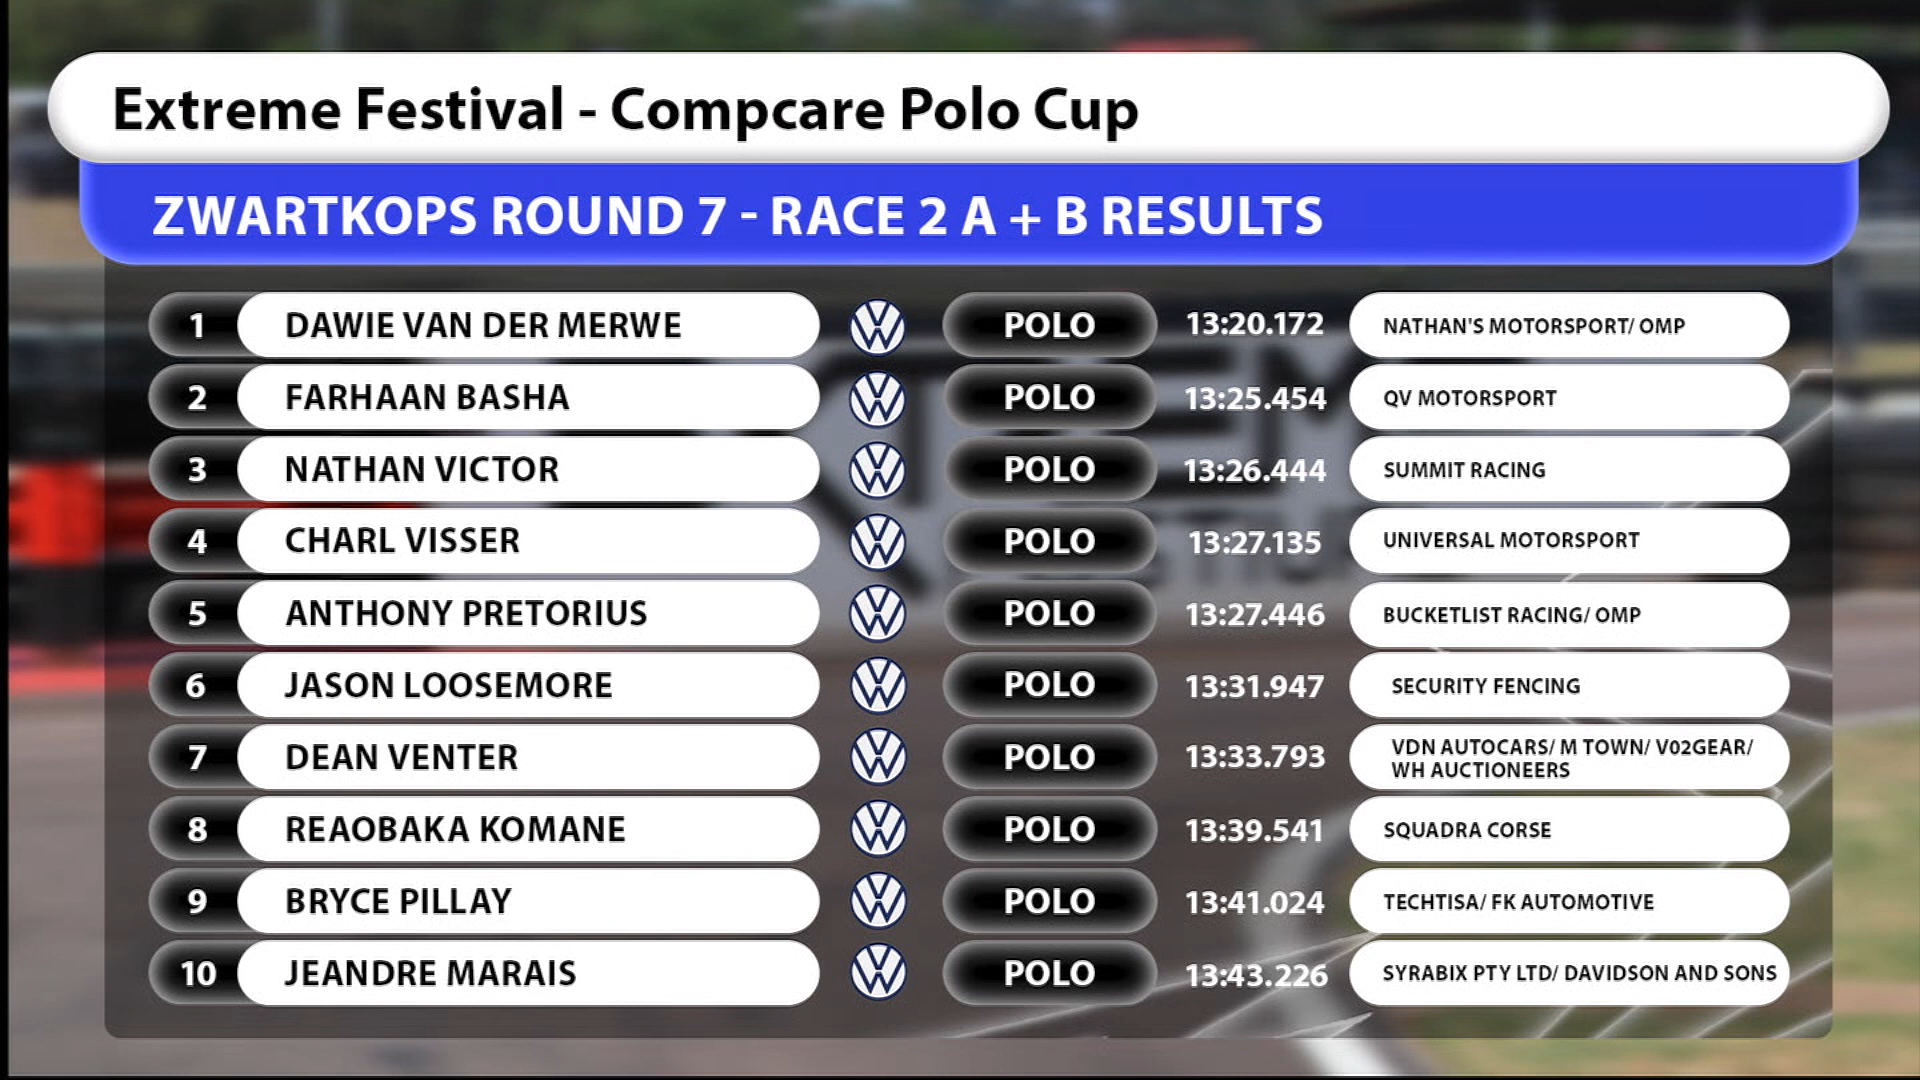 Extreme Festival - Compcare Polo Cup
ZWARTKOPS ROUND 7 - RACE 2 A + B RESULTS
1 DAWIE VAN DER MERWE POLO 13:20.172 NATHAN'S MOTORSPORT/ OMP
2 FARHAAN BASHA POLO 13:25.454 QV MOTORSPORT
3 NATHAN VICTOR POLO 13:26.444 SUMMIT RACING
4 CHARL VISSER POLO 13:27.135 UNIVERSAL MOTORSPORT
5 ANTHONY PRETORIUS POLO 13:27.446 BUCKETLIST RACING/ OMP
6 JASON LOOSEMORE POLO 13:31.947 SECURITY FENCING
7 DEAN VENTER POLO 13:33.793 VDN AUTOCARS/ M TOWN/ V02GEAR/
WH AUCTIONEERS
8 REAOBAKA KOMANE POLO 13:39.541 SQUADRA CORSE
9 BRYCE PILLAY POLO 13:41.024 TECHTISA/ FK AUTOMOTIVE
10 JEANDRE MARAIS POLO 13:43.226 SYRABIX PTY LTD/ DAVIDSON AND SONS